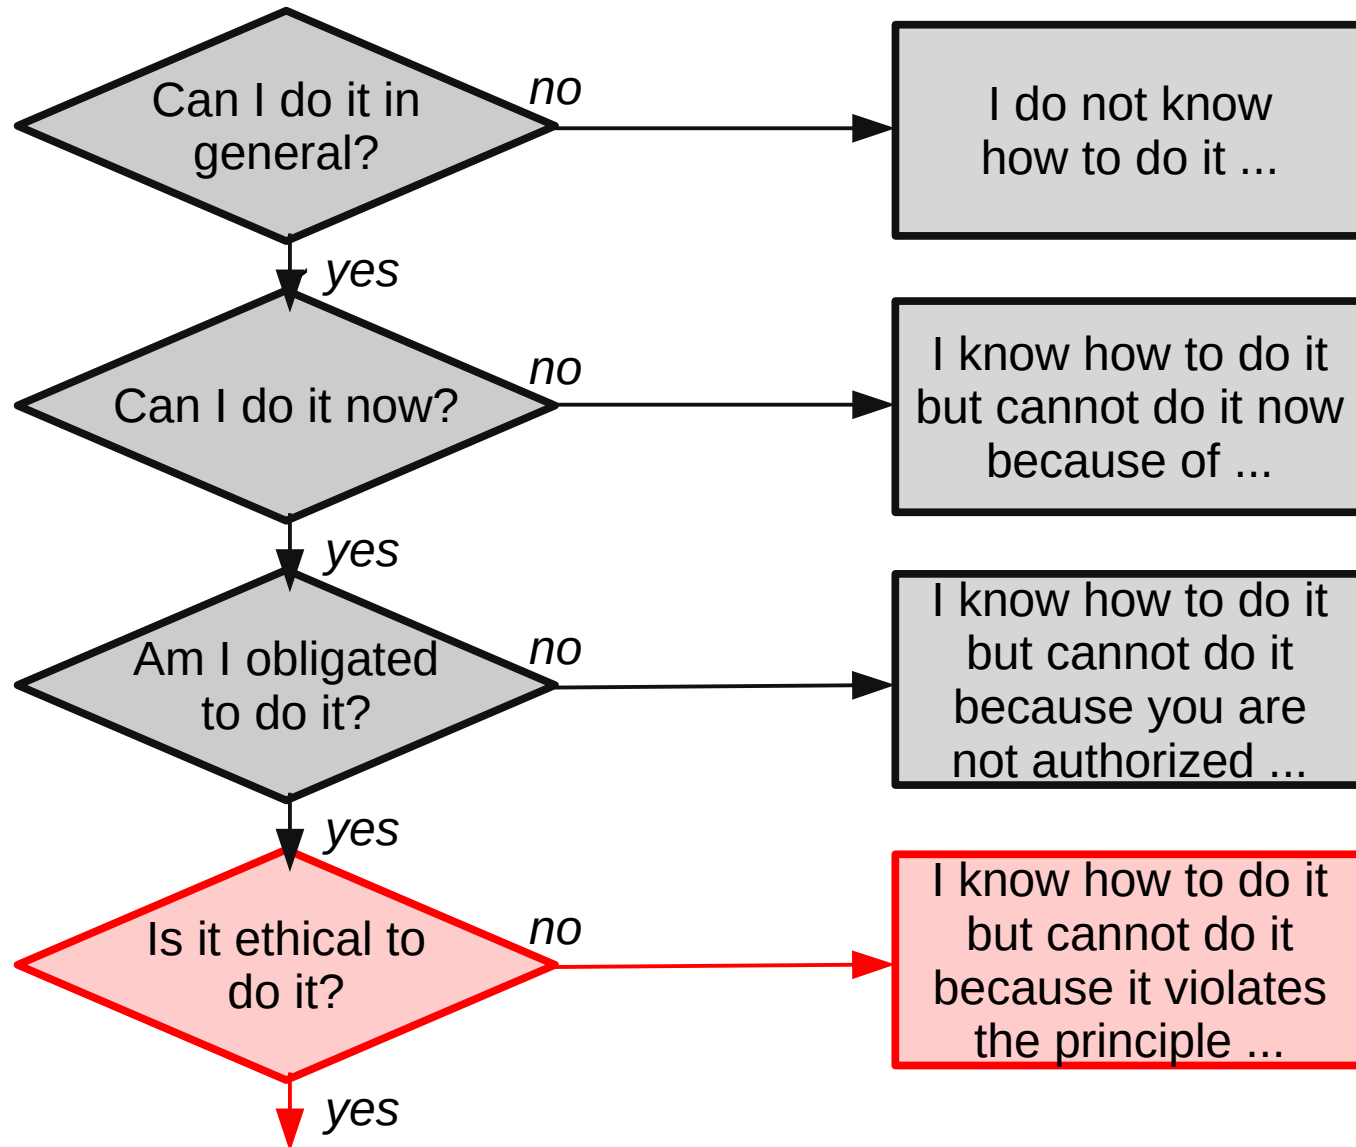 Can I do it in
general?
no
I do not know
how to do it ...
yes
Can I do it now?
no
I know how to do it
but cannot do it now
because of ...
yes
Am I obligated
to do it?
no
I know how to do it
but cannot do it
because you are
not authorized ...
yes
Is it ethical to
do it?
no
I know how to do it
but cannot do it
because it violates
the principle ...
yes